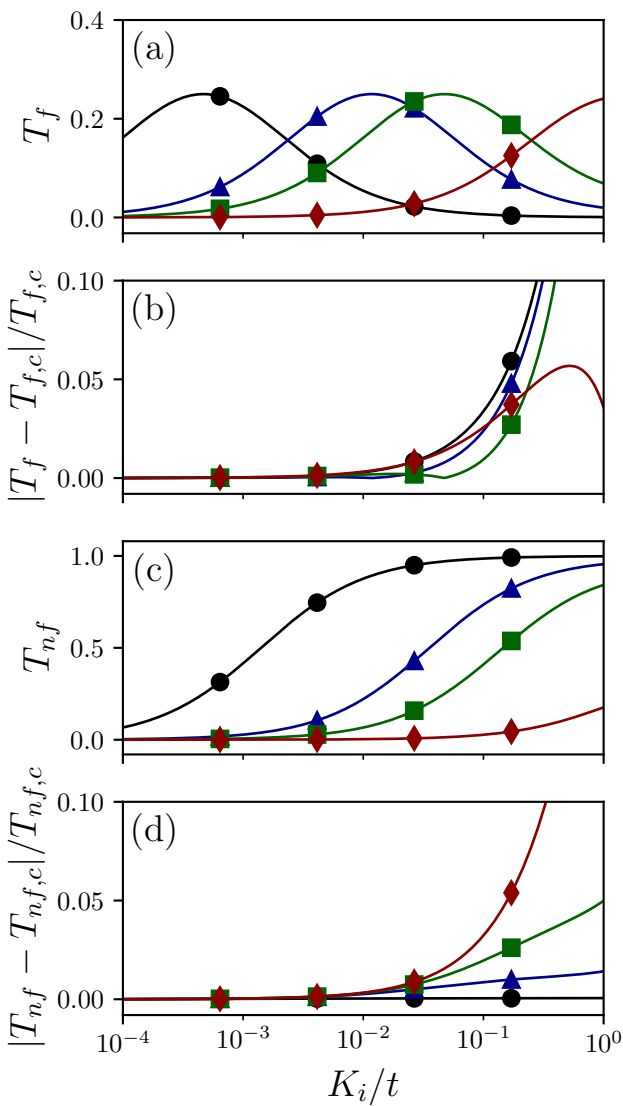 (a)
T_f
0.4
0.2
0.0
(b)
|T_f − T_{f,c}|/T_{f,c}
0.10
0.05
0.00
(c)
T_{nf}
1.0
0.5
0.0
(d)
|T_{nf} − T_{nf,c}|/T_{nf,c}
0.10
0.05
0.00
10^{−4} 10^{−3} 10^{−2} 10^{−1} 10^{0}
K_i/t